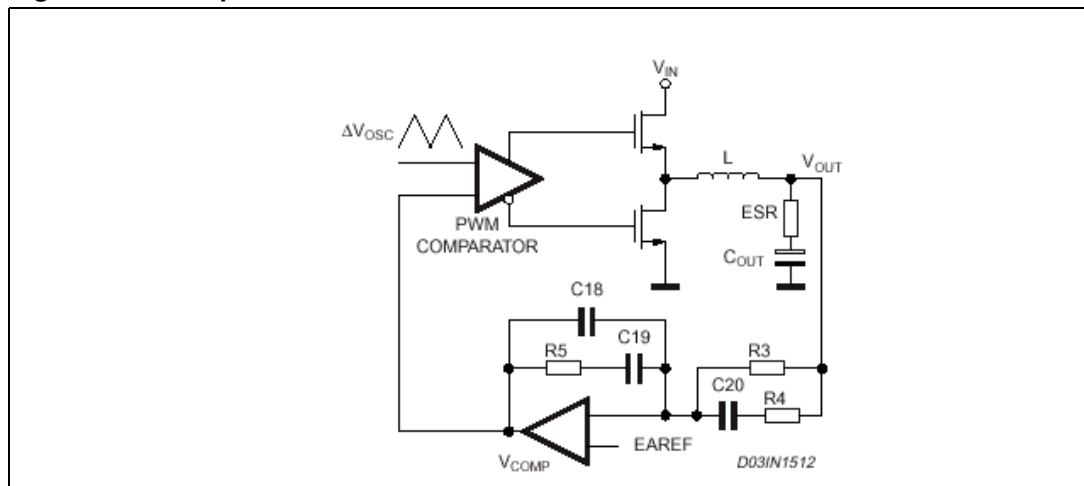 V_IN
ΔV_OSC
L
V_OUT
ESR
PWM
COMPARATOR
C_OUT
C18
C19
R5
R3
C20
R4
EAREF
V_COMP
D03IN1512